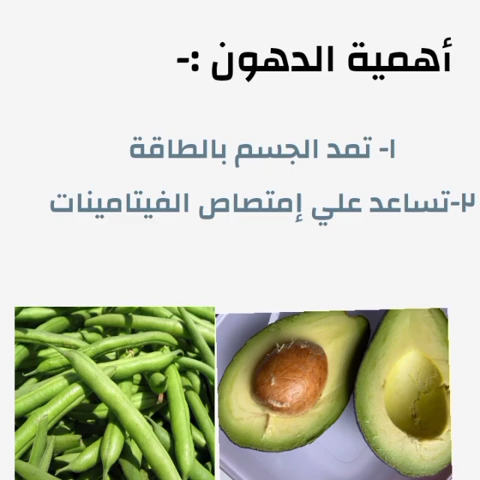 أهمية الدهون :-
١- تمد الجسم بالطاقة
٢-تساعد علي إمتصاص الفيتامينات